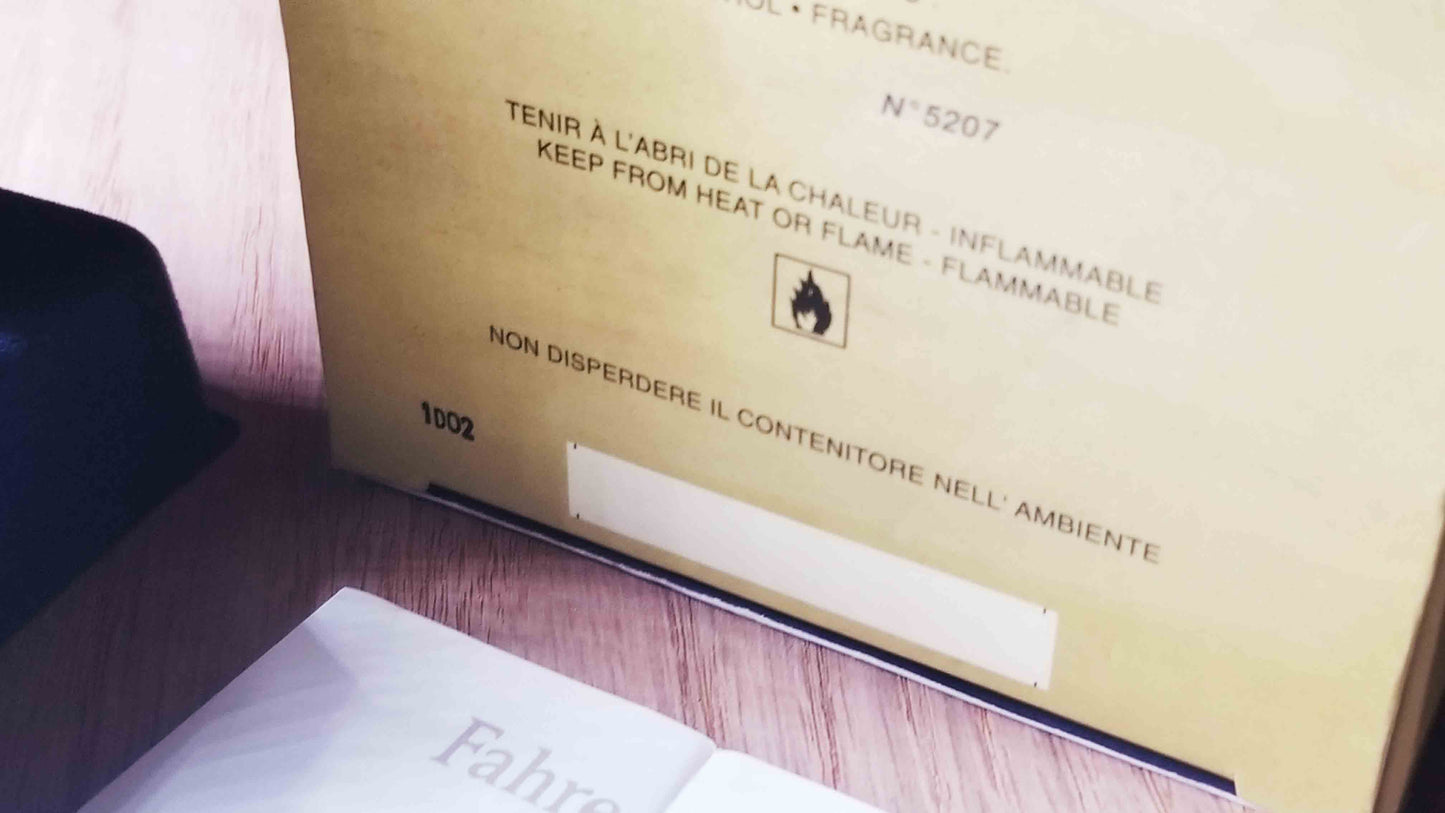 • FRAGRANCE.
N° 5207
TENIR À L'ABRI DE LA CHALEUR - INFLAMMABLE
KEEP FROM HEAT OR FLAME - FLAMMABLE
NON DISPERDERE IL CONTENITORE NELL' AMBIENTE
1D02
Fahre